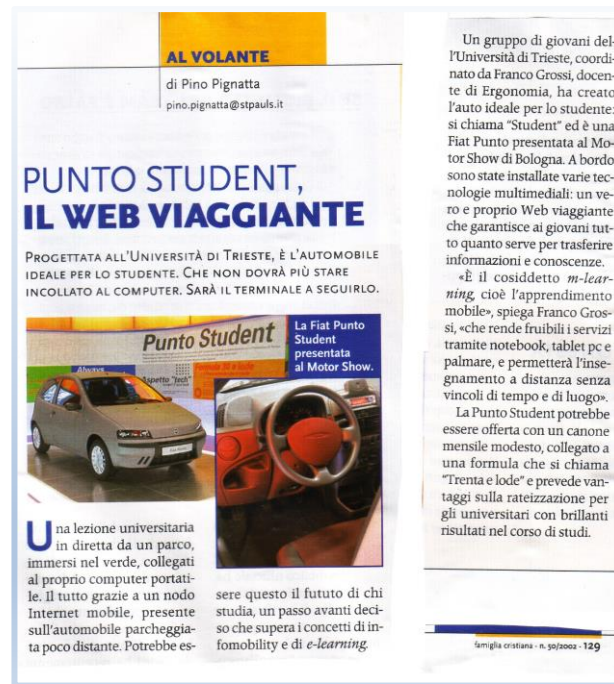 AL VOLANTE
di Pino Pignatta
pino.pignatta@stpauls.it
PUNTO STUDENT,
IL WEB VIAGGIANTE
PROGETTATA ALL'UNIVERSITÀ DI TRIESTE, È L'AUTOMOBILE
IDEALE PER LO STUDENTE. CHE NON DOVRÀ PIÙ STARE
INCOLLATO AL COMPUTER. SARÀ IL TERMINALE A SEGUIRLO.
Punto Student
Always
Formula 30 e lode
Aspetto "tech"
La Fiat Punto
Student
presentata
al Motor Show.
Una lezione universitaria
in diretta da un parco,
immersi nel verde, collegati
al proprio computer portati-
le. Il tutto grazie a un nodo
Internet mobile, presente
sull'automobile parcheggia-
ta poco distante. Potrebbe es-
sere questo il fututo di chi
studia, un passo avanti deci-
so che supera i concetti di in-
fomobility e di e-learning.
Un gruppo di giovani del-
l'Università di Trieste, coordi-
nato da Franco Grossi, docen-
te di Ergonomia, ha creato
l'auto ideale per lo studente:
si chiama "Student" ed è una
Fiat Punto presentata al Mo-
tor Show di Bologna. A bordo
sono state installate varie tec-
nologie multimediali: un ve-
ro e proprio Web viaggiante
che garantisce ai giovani tut-
to quanto serve per trasferire
informazioni e conoscenze.
«È il cosiddetto m-lear-
ning, cioè l'apprendimento
mobile», spiega Franco Gros-
si, «che rende fruibili i servizi
tramite notebook, tablet pc e
palmare, e permetterà l'inse-
gnamento a distanza senza
vincoli di tempo e di luogo».
La Punto Student potrebbe
essere offerta con un canone
mensile modesto, collegato a
una formula che si chiama
"Trenta e lode" e prevede van-
taggi sulla rateizzazione per
gli universitari con brillanti
risultati nel corso di studi.
famiglia cristiana - n. 50/2002 - 129